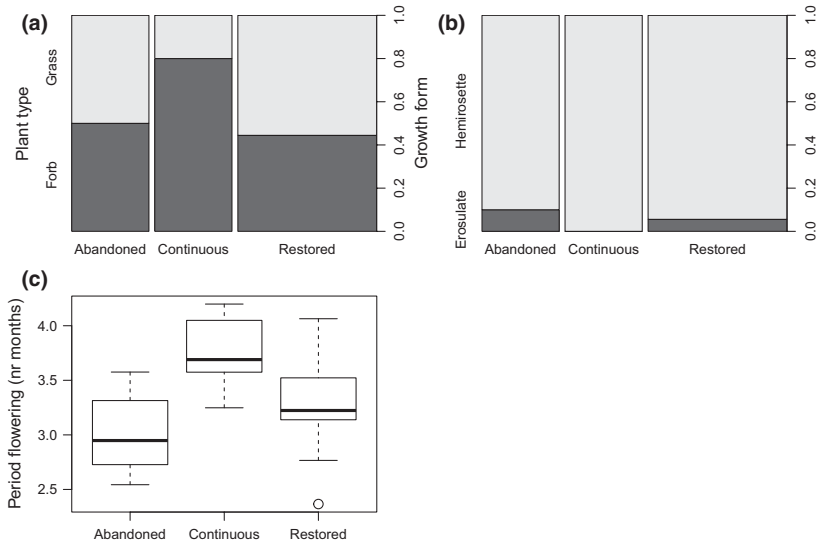 (a)
Plant type
Forb
Grass
0.0
0.2
0.4
0.6
0.8
1.0
Abandoned
Continuous
Restored
(b)
Growth form
Erosulate
Hemirosette
0.0
0.2
0.4
0.6
0.8
1.0
Abandoned
Continuous
Restored
(c)
Period flowering (nr months)
4.0
3.5
3.0
2.5
Abandoned
Continuous
Restored